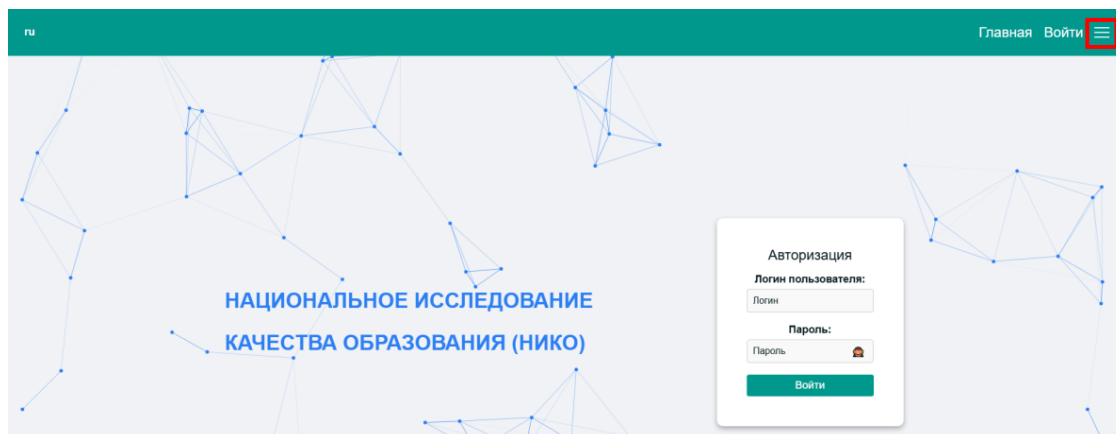 ru
Главная Войти
НАЦИОНАЛЬНОЕ ИССЛЕДОВАНИЕ
КАЧЕСТВА ОБРАЗОВАНИЯ (НИКО)
Авторизация
Логин пользователя:
Логин
Пароль:
Пароль
Войти